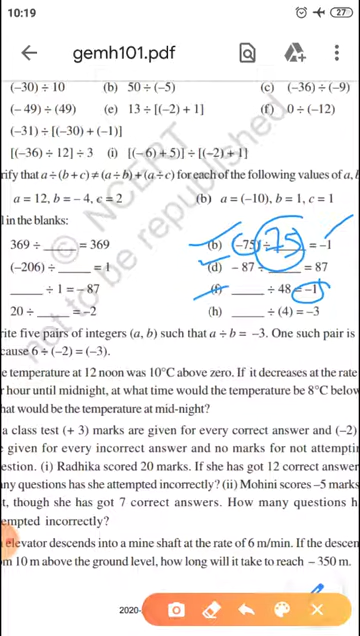 10:19
27
gemh101.pdf
(−30) ÷ 10 (b) 50 ÷ (−5) (c) (−36) ÷ (−9)
(− 49) ÷ (49) (e) 13 ÷ [(−2) + 1] (f) 0 ÷ (−12)
(−31) ÷ [(−30) + (−1)]
[(−36) ÷ 12] ÷ 3 (i) [(− 6) + 5)] ÷ [(−2) + 1]
rify that a ÷ (b + c) ≠ (a ÷ b) + (a ÷ c) for each of the following values of a, b
a = 12, b = − 4, c = 2 (b) a = (−10), b = 1, c = 1
l in the blanks:
369 ÷ _____ = 369 (b) (−75) ÷ 75 = −1
(−206) ÷ _____ = 1 (d) − 87 ÷ _____ = 87
_____ ÷ 1 = − 87 (f) _____ ÷ 48 = −1
20 ÷ _____ = −2 (h) _____ ÷ (4) = −3
rite five pairs of integers (a, b) such that a ÷ b = −3. One such pair is
cause 6 ÷ (−2) = (−3).
e temperature at 12 noon was 10°C above zero. If it decreases at the rate
r hour until midnight, at what time would the temperature be 8°C below
hat would be the temperature at mid-night?
a class test (+ 3) marks are given for every correct answer and (−2)
e given for every incorrect answer and no marks for not attemptin
estion. (i) Radhika scored 20 marks. If she has got 12 correct answer
ny questions has she attempted incorrectly? (ii) Mohini scores −5 marks
t, though she has got 7 correct answers. How many questions h
empted incorrectly?
elevator descends into a mine shaft at the rate of 6 m/min. If the descen
om 10 m above the ground level, how long will it take to reach − 350 m.
2020-
© NCERT
not to be republished